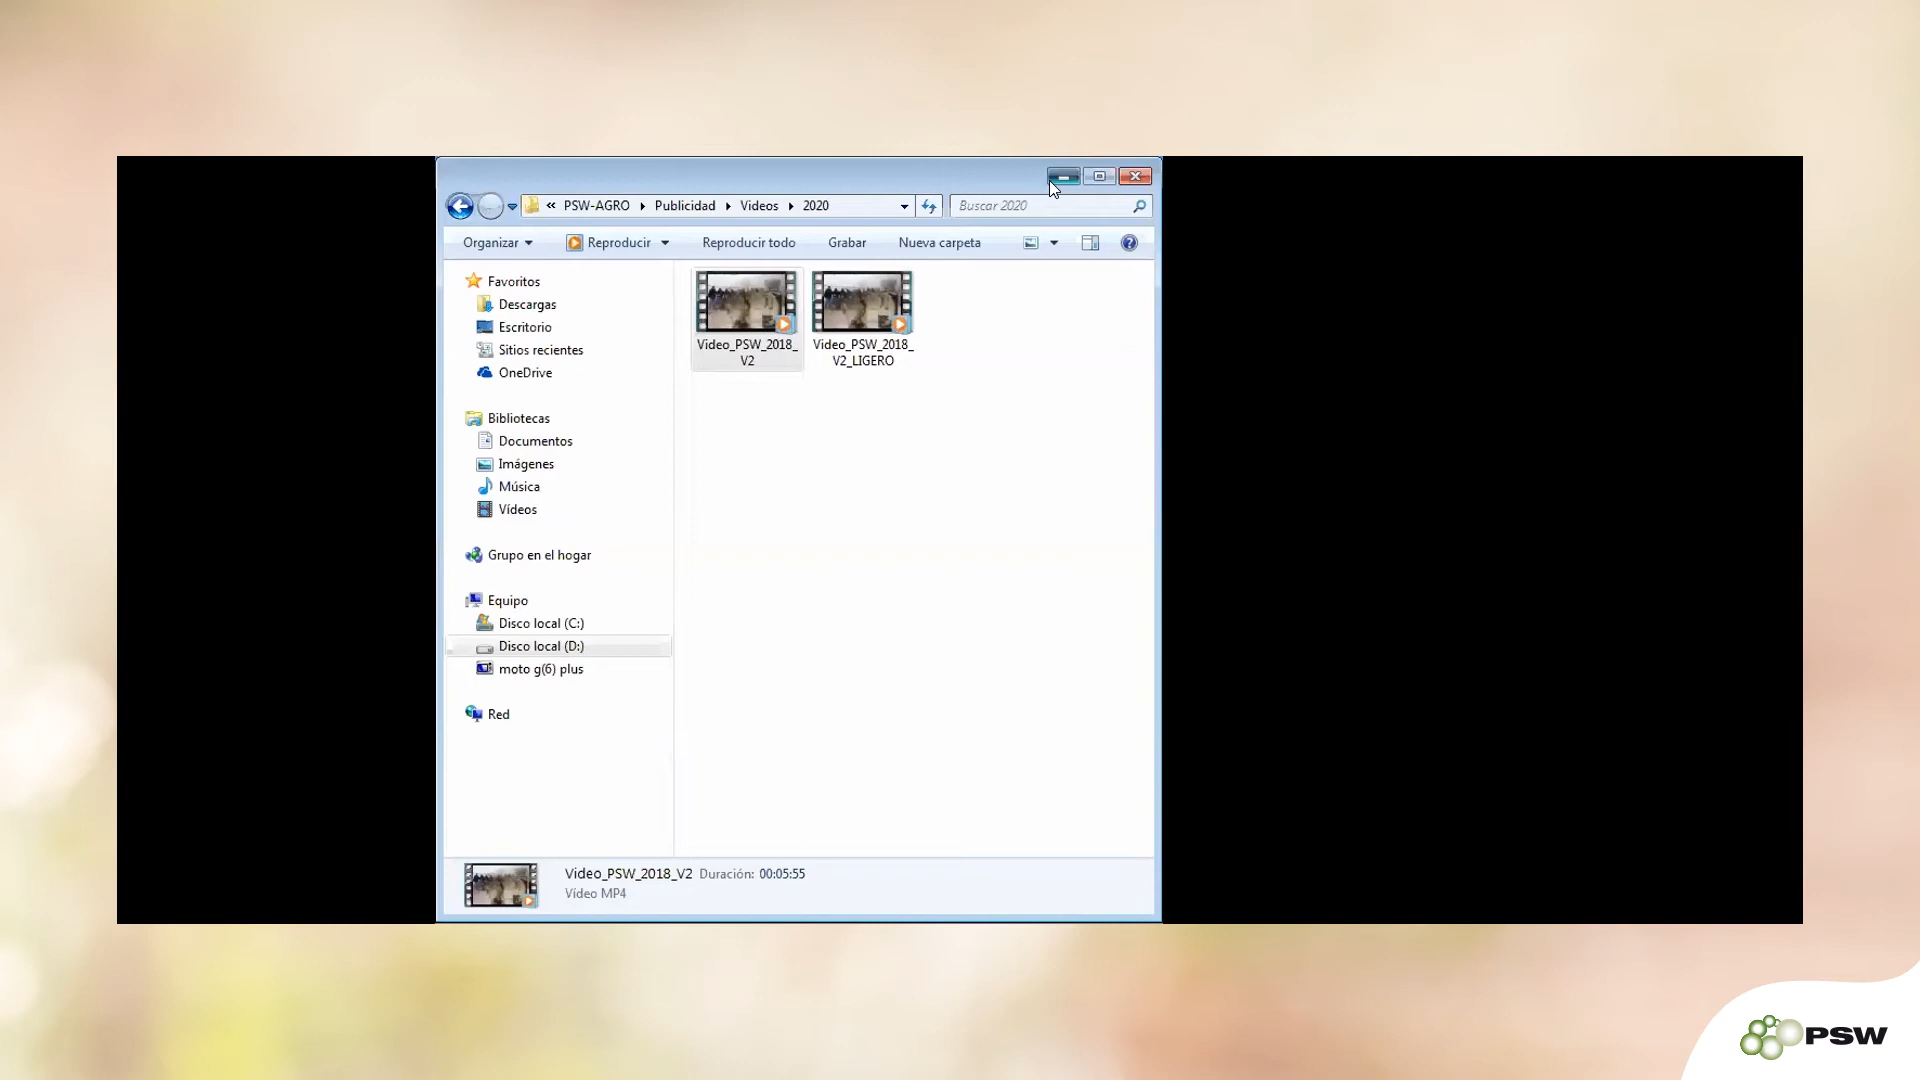 « PSW-AGRO Publicidad Videos 2020
Buscar 2020
Organizar Reproducir Reproducir todo Grabar Nueva carpeta
Favoritos
Descargas
Escritorio
Sitios recientes
OneDrive
Bibliotecas
Documentos
Imágenes
Música
Vídeos
Grupo en el hogar
Equipo
Disco local (C:)
Disco local (D:)
moto g(6) plus
Red
Video_PSW_2018_
V2
Video_PSW_2018_
V2_LIGERO
Video_PSW_2018_V2 Duración: 00:05:55
Vídeo MP4
PSW